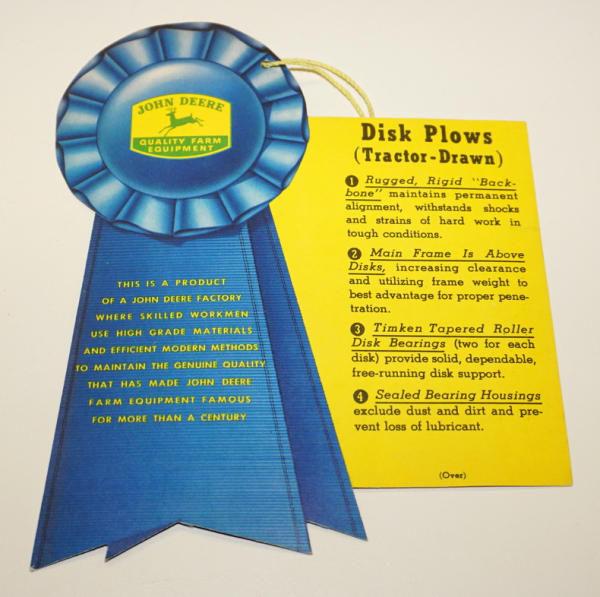 JOHN DEERE
QUALITY FARM
EQUIPMENT
THIS IS A PRODUCT
OF A JOHN DEERE FACTORY
WHERE SKILLED WORKMEN
USE HIGH GRADE MATERIALS
AND EFFICIENT MODERN METHODS
TO MAINTAIN THE GENUINE QUALITY
THAT HAS MADE JOHN DEERE
FARM EQUIPMENT FAMOUS
FOR MORE THAN A CENTURY
Disk Plows
(Tractor-Drawn)
1 Rugged, Rigid "Back-
bone" maintains permanent
alignment, withstands shocks
and strains of hard work in
tough conditions.
2 Main Frame Is Above
Disks, increasing clearance
and utilizing frame weight to
best advantage for proper pene-
tration.
3 Timken Tapered Roller
Disk Bearings (two for each
disk) provide solid, dependable,
free-running disk support.
4 Sealed Bearing Housings
exclude dust and dirt and pre-
vent loss of lubricant.
(Over)